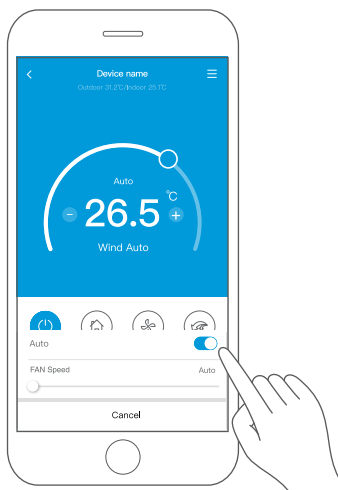 Device name
Outdoor 31.2℃/Indoor 25.1℃
Auto
- 26.5 °C +
Wind Auto
Auto
FAN Speed Auto
Cancel